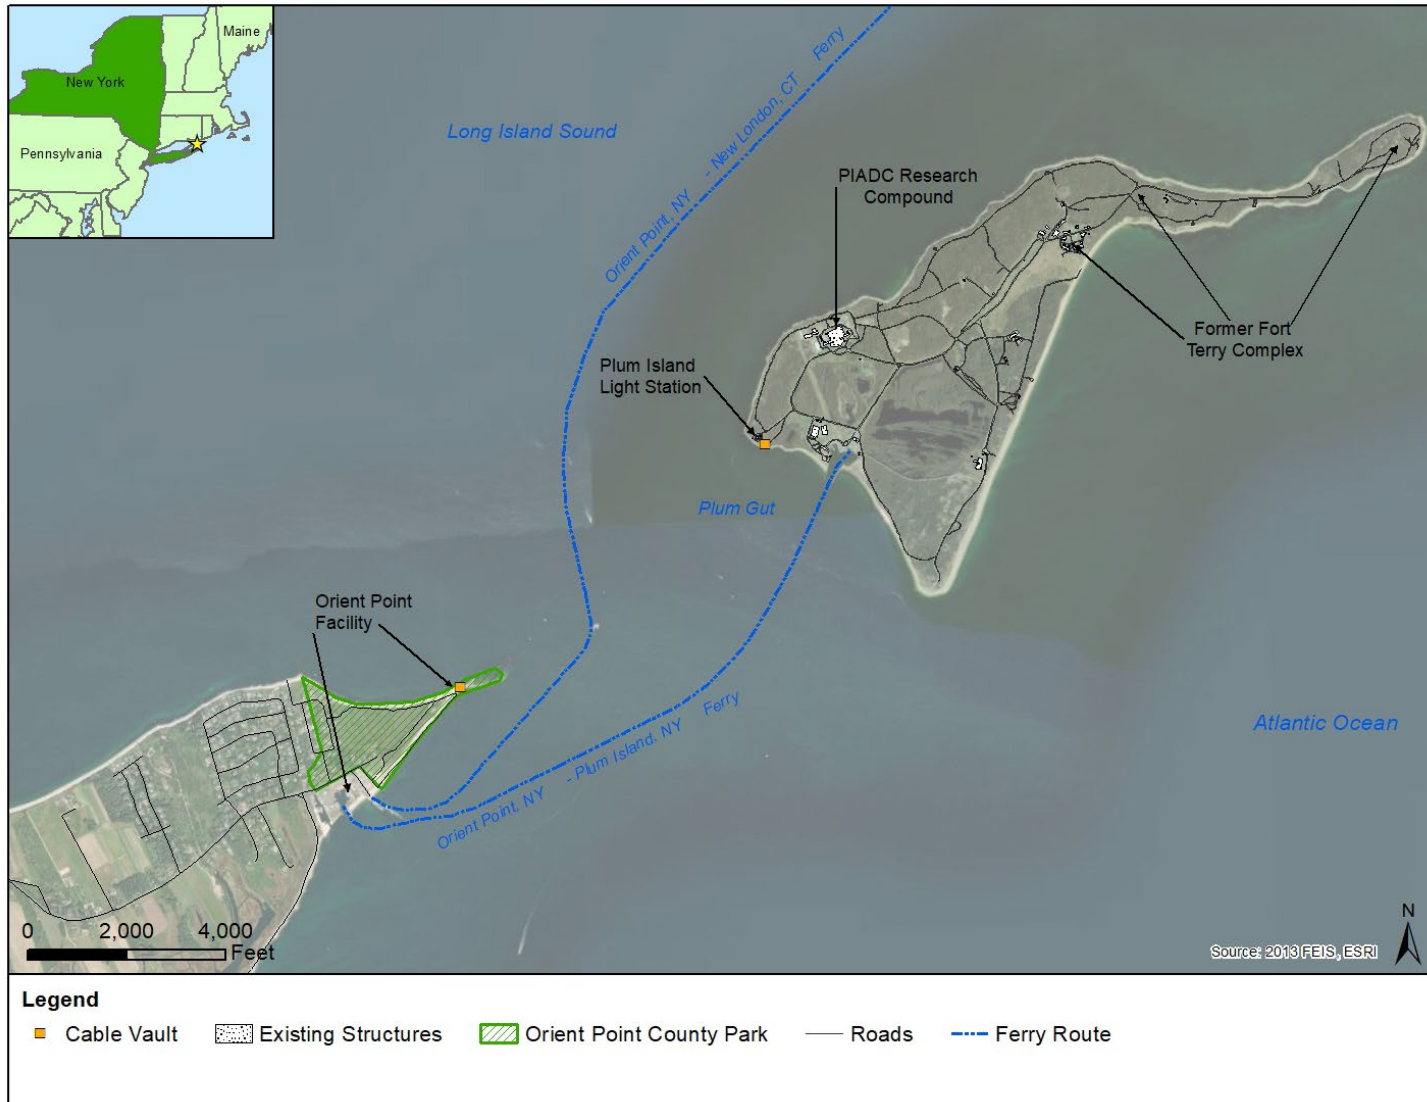 Maine
New York
Pennsylvania
Long Island Sound
Orient Point, NY - New London, CT Ferry
PIADC Research
Compound
Former Fort
Terry Complex
Plum Island
Light Station
Plum Gut
Orient Point
Facility
Orient Point, NY - Plum Island, NY Ferry
Atlantic Ocean
0 2,000 4,000
Feet
N
Source: 2013 FEIS, ESRI
Legend
Cable Vault Existing Structures Orient Point County Park Roads Ferry Route